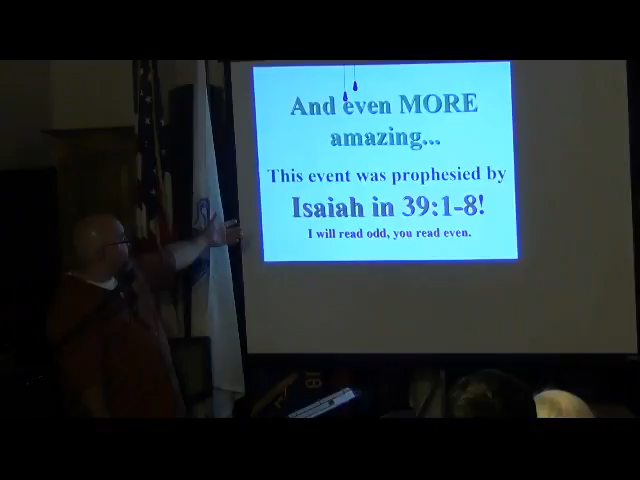 And even MORE
amazing...
This event was prophesied by
Isaiah in 39:1-8!
I will read odd, you read even.